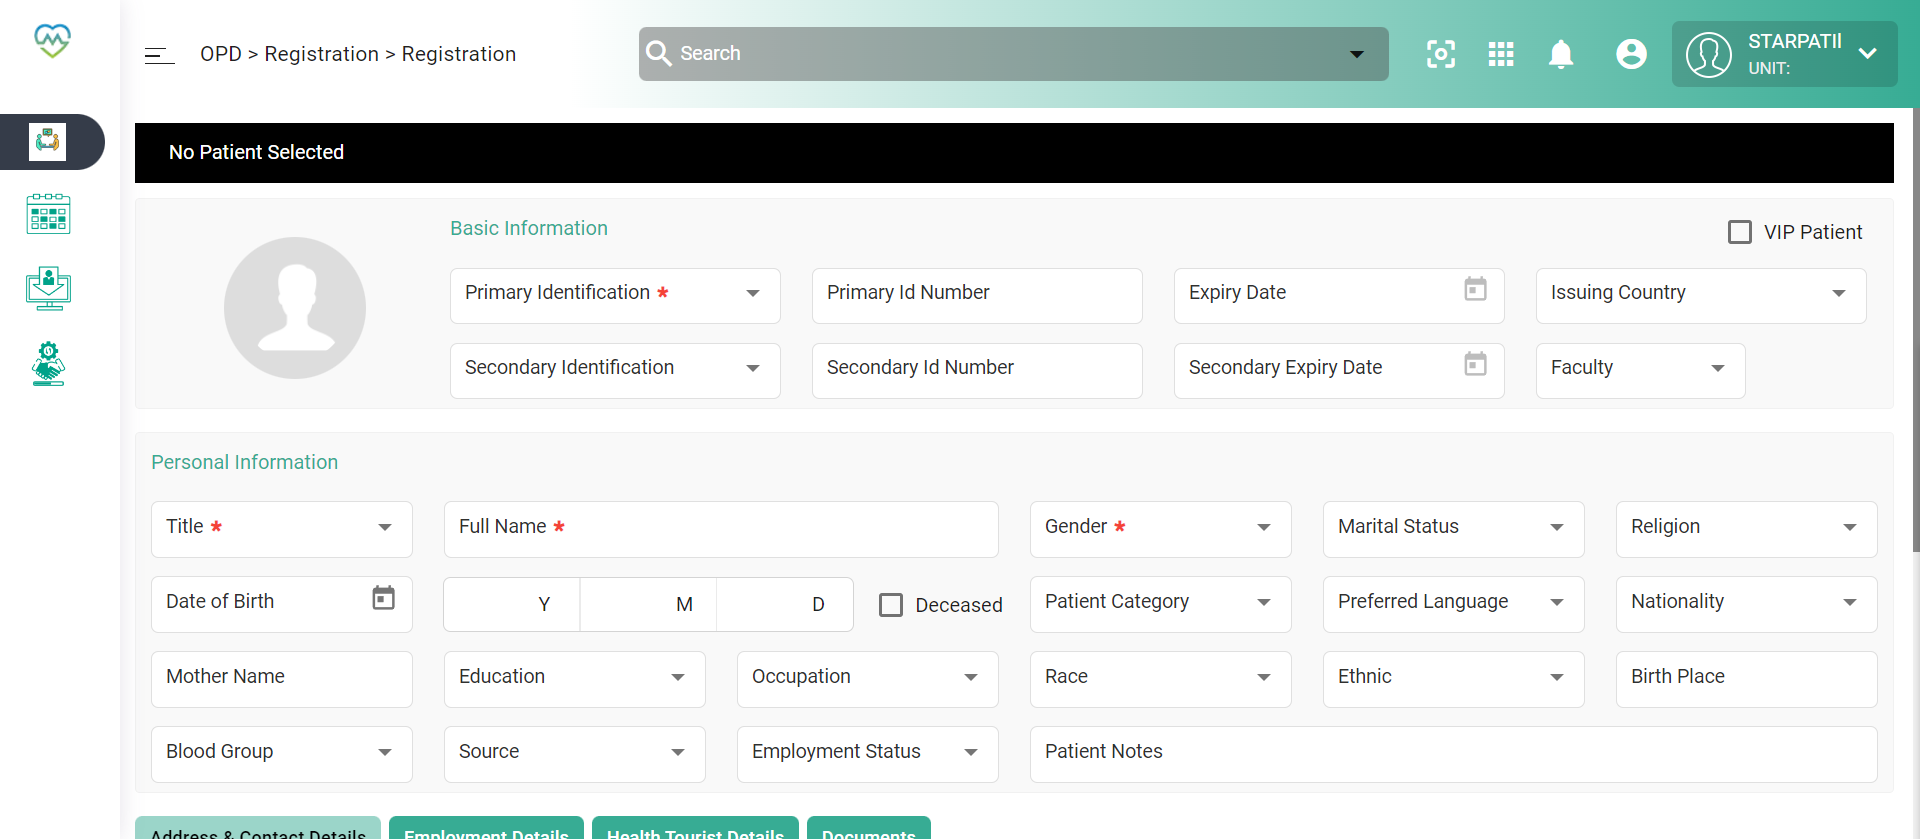 OPD > Registration > Registration
Search
STARPATIl
UNIT:
No Patient Selected
Basic Information
VIP Patient
Primary Identification *
Primary Id Number
Expiry Date
Issuing Country
Secondary Identification
Secondary Id Number
Secondary Expiry Date
Faculty
Personal Information
Title *
Full Name *
Gender *
Marital Status
Religion
Date of Birth
Y
M
D
Deceased
Patient Category
Preferred Language
Nationality
Mother Name
Education
Occupation
Race
Ethnic
Birth Place
Blood Group
Source
Employment Status
Patient Notes
Address & Contact Details
Employment Details
Health Tourist Details
Documents